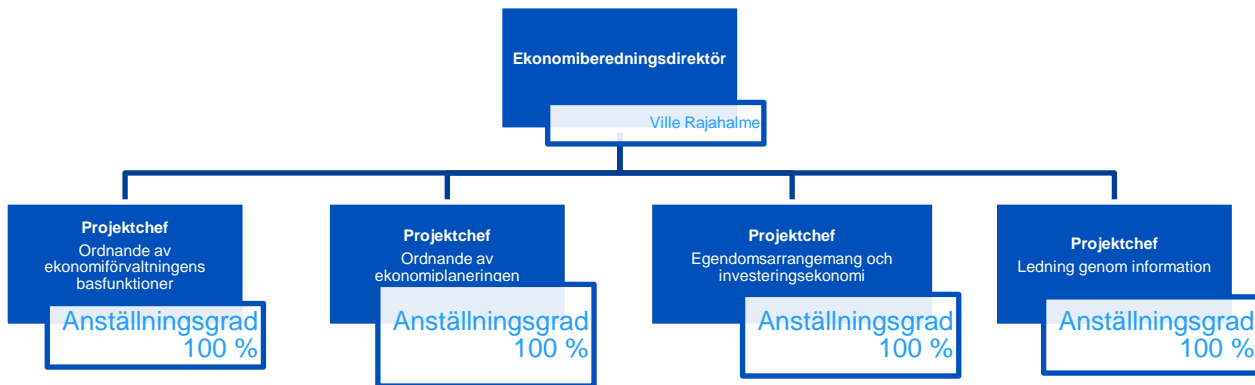 Ekonomiberedningsdirektör
Ville Rajahalme
Projektchef
Ordnande av
ekonomiförvaltningens
basfunktioner
Anställningsgrad
100 %
Projektchef
Ordnande av
ekonomiplaneringen
Anställningsgrad
100 %
Projektchef
Egendomsarrangemang och
investeringsekonomi
Anställningsgrad
100 %
Projektchef
Ledning genom information
Anställningsgrad
100 %